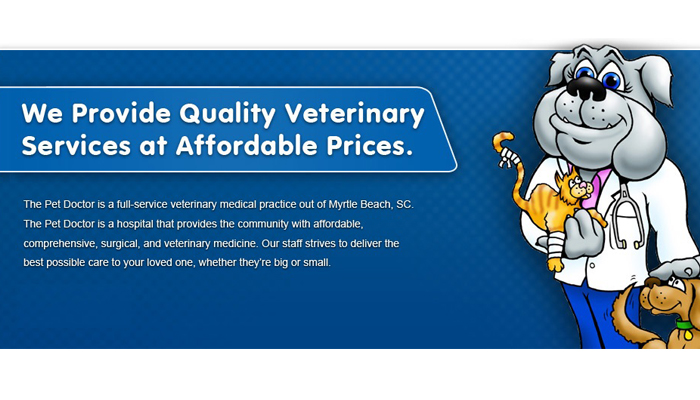 We Provide Quality Veterinary
Services at Affordable Prices.
The Pet Doctor is a full-service veterinary medical practice out of Myrtle Beach, SC.
The Pet Doctor is a hospital that provides the community with affordable,
comprehensive, surgical, and veterinary medicine. Our staff strives to deliver the
best possible care to your loved one, whether they're big or small.